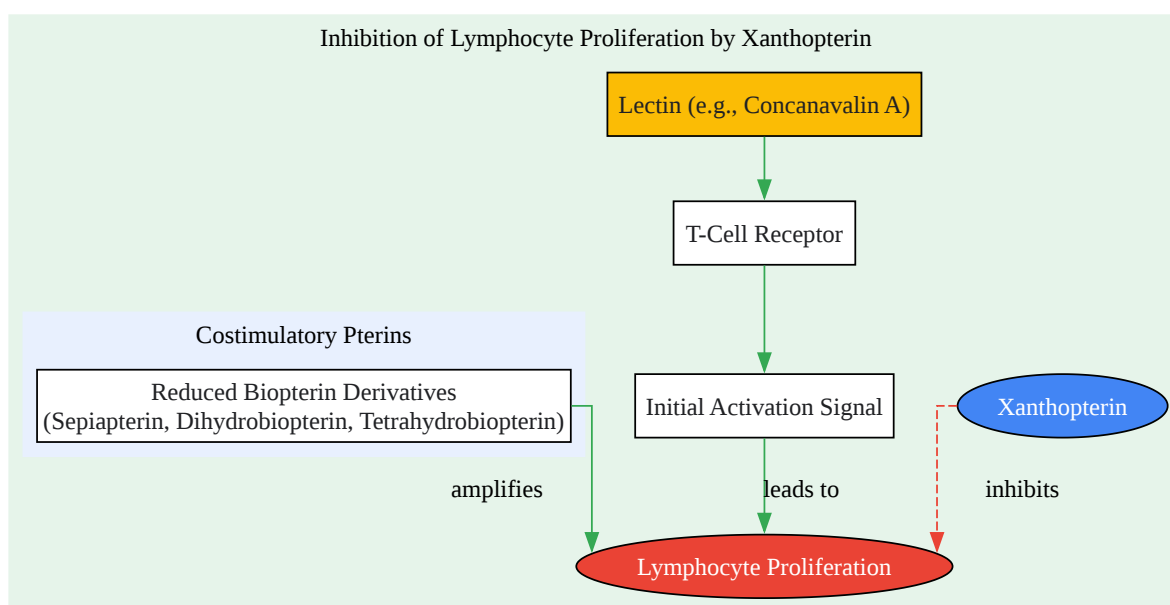 Inhibition of Lymphocyte Proliferation by Xanthopterin
Lectin (e.g., Concanavalin A)
T-Cell Receptor
Costimulatory Pterins
Reduced Biopterin Derivatives
(Sepiapterin, Dihydrobiopterin, Tetrahydrobiopterin)
Initial Activation Signal
Xanthopterin
amplifies
leads to
inhibits
Lymphocyte Proliferation